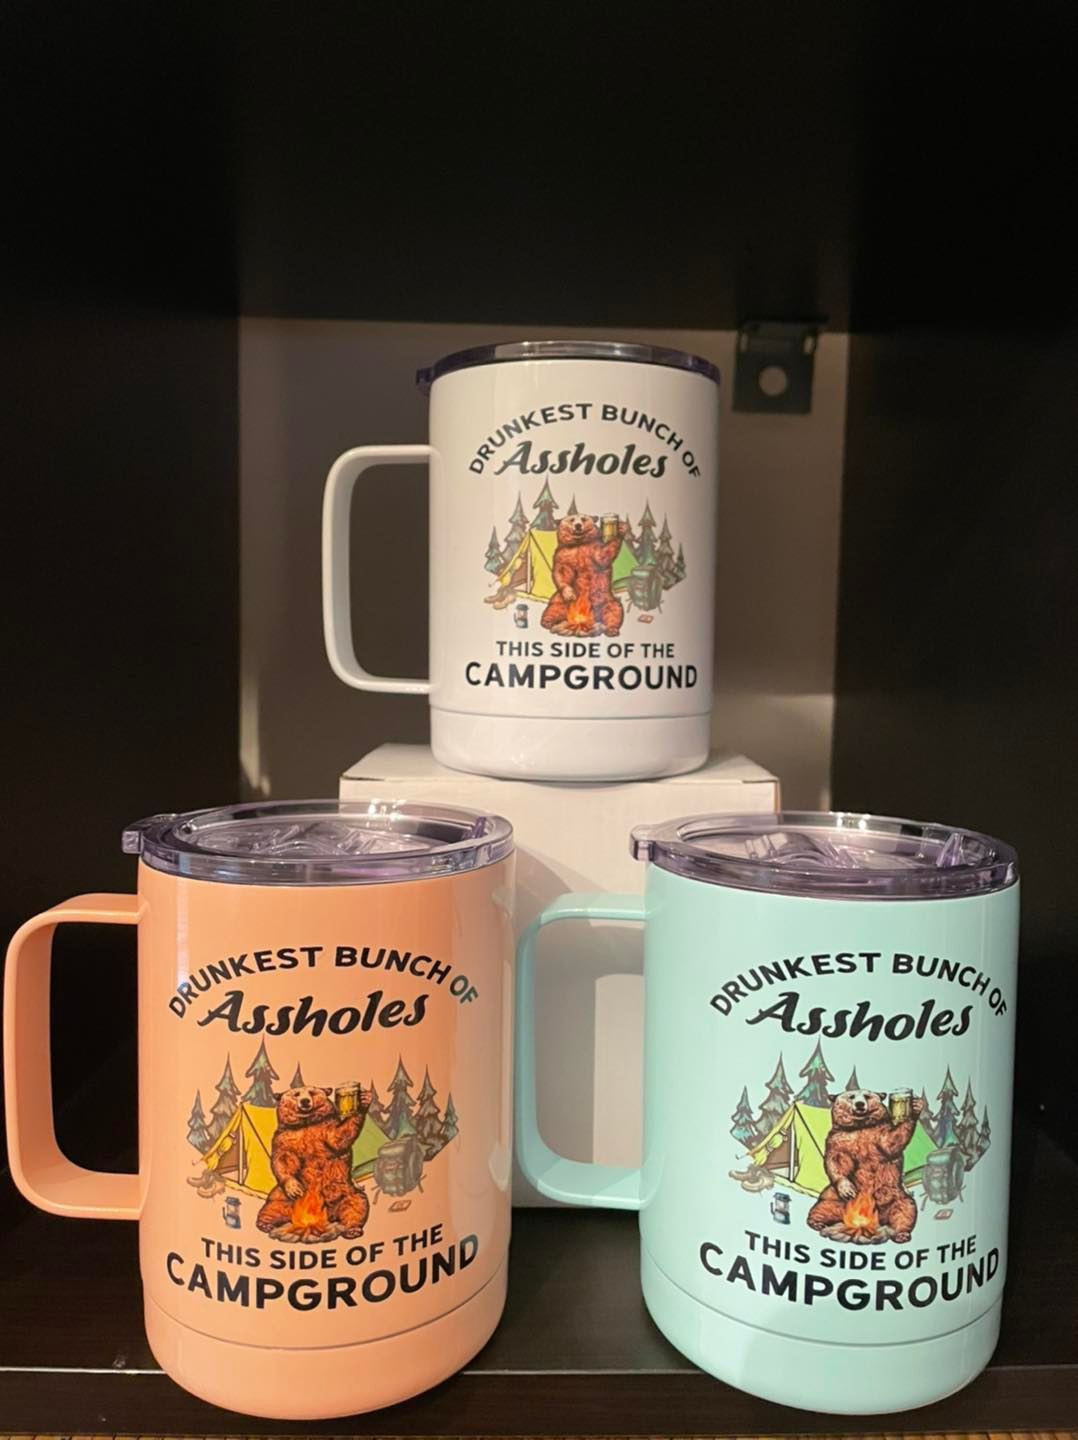 DRUNKEST BUNCH OF
Assholes
THIS SIDE OF THE
CAMPGROUND
DRUNKEST BUNCH OF
Assholes
THIS SIDE OF THE
CAMPGROUND
DRUNKEST BUNCH OF
Assholes
THIS SIDE OF THE
CAMPGROUND